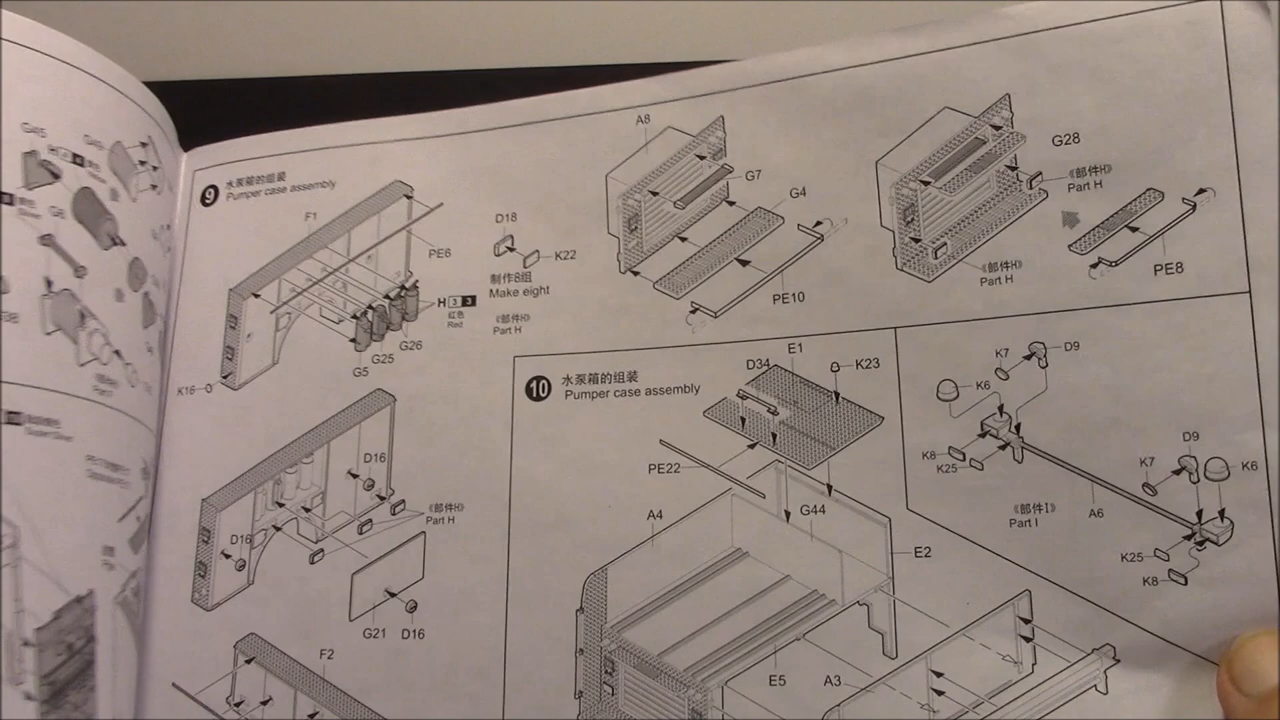 G45
G6
9
水泵箱的组装
Pumper case assembly
F1
PE6
D18
K22
制作8组
Make eight
《部件H》
Part H
H 3 3
红色
Red
G26
G25
G5
K16
A8
G7
G4
PE10
G28
《部件H》
Part H
《部件H》
Part H
PE8
D16
D16
《部件H》
Part H
G21
D16
F2
10
水泵箱的组装
Pumper case assembly
E1
D34
K23
PE22
A4
G44
E2
E5
A3
K7
D9
K6
K8
K25
《部件I》
Part I
A6
D9
K7
K6
K25
K8